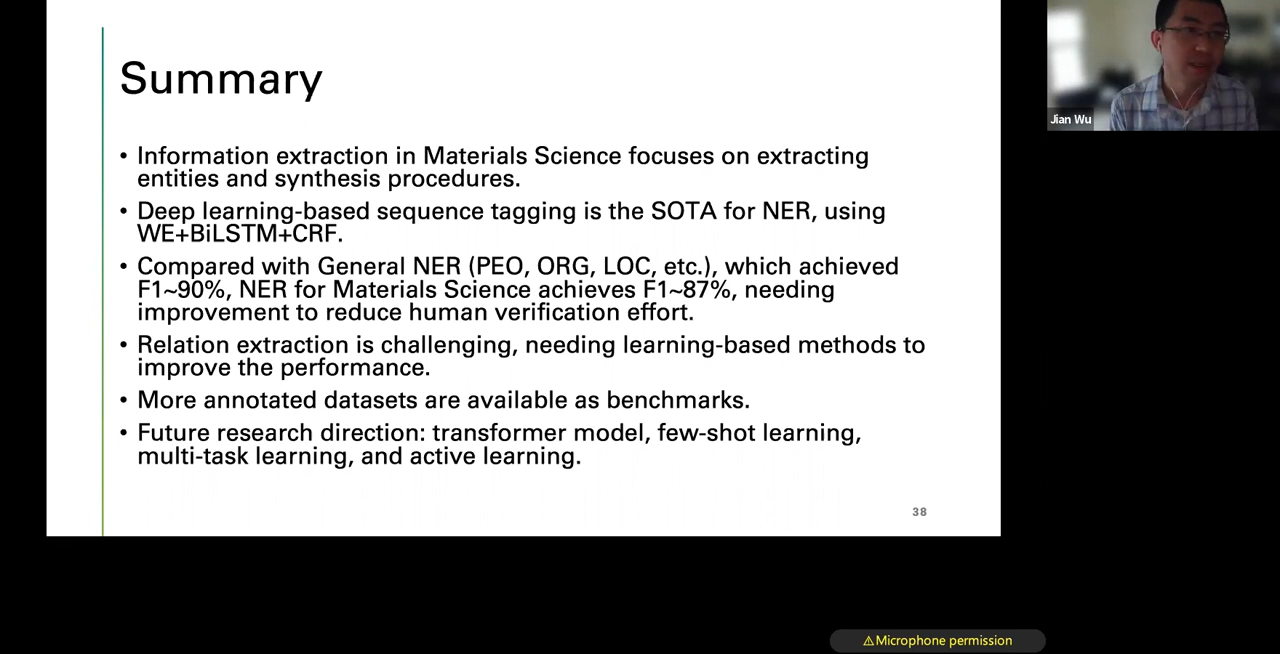 Summary
• Information extraction in Materials Science focuses on extracting
entities and synthesis procedures.
• Deep learning-based sequence tagging is the SOTA for NER, using
WE+BiLSTM+CRF.
• Compared with General NER (PEO, ORG, LOC, etc.), which achieved
F1~90%, NER for Materials Science achieves F1~87%, needing
improvement to reduce human verification effort.
• Relation extraction is challenging, needing learning-based methods to
improve the performance.
• More annotated datasets are available as benchmarks.
• Future research direction: transformer model, few-shot learning,
multi-task learning, and active learning.
38
Jian Wu
⚠Microphone permission